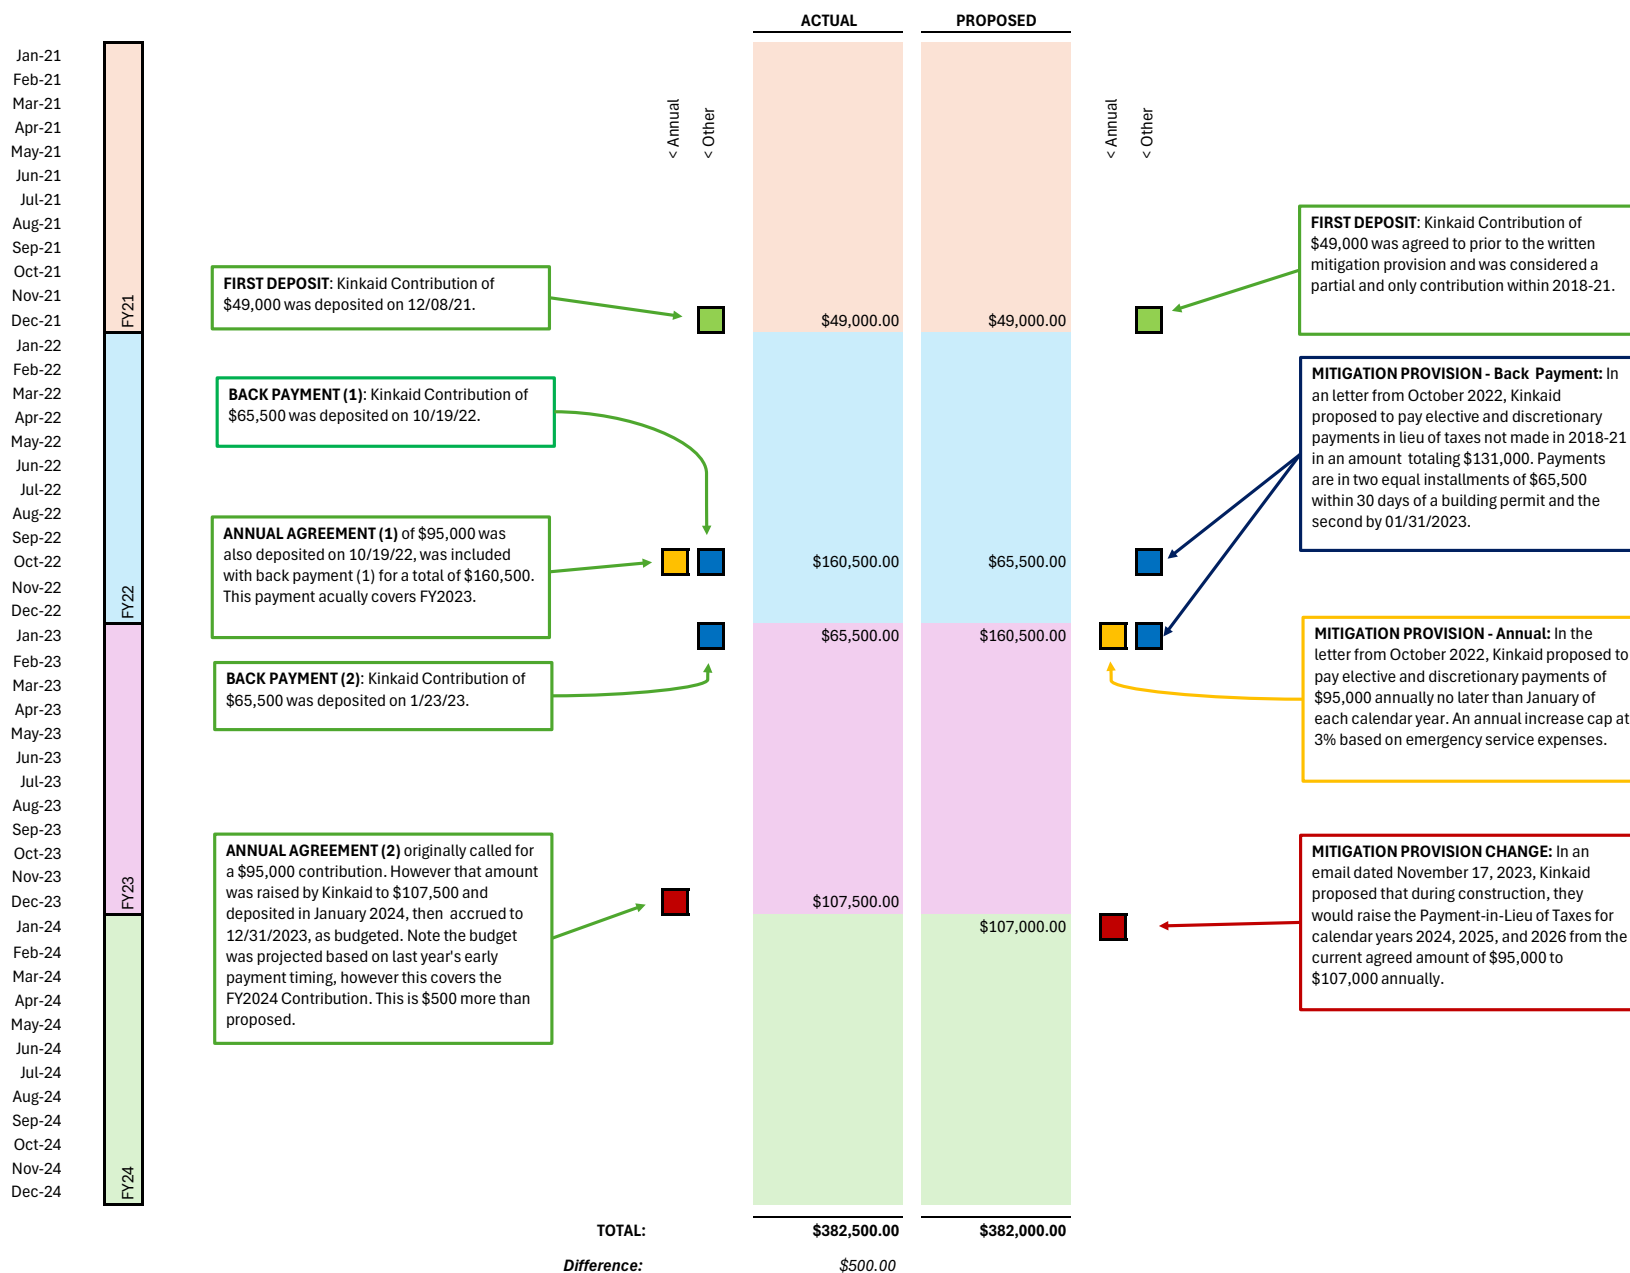 ACTUAL
PROPOSED
Jan-21
Feb-21
Mar-21
Apr-21
May-21
Jun-21
Jul-21
Aug-21
Sep-21
Oct-21
Nov-21
Dec-21
Jan-22
Feb-22
Mar-22
Apr-22
May-22
Jun-22
Jul-22
Aug-22
Sep-22
Oct-22
Nov-22
Dec-22
Jan-23
Feb-23
Mar-23
Apr-23
May-23
Jun-23
Jul-23
Aug-23
Sep-23
Oct-23
Nov-23
Dec-23
Jan-24
Feb-24
Mar-24
Apr-24
May-24
Jun-24
Jul-24
Aug-24
Sep-24
Oct-24
Nov-24
Dec-24
FY21
FY22
FY23
FY24
FIRST DEPOSIT: Kinkaid Contribution of
$49,000 was deposited on 12/08/21.
BACK PAYMENT (1): Kinkaid Contribution of
$65,500 was deposited on 10/19/22.
ANNUAL AGREEMENT (1) of $95,000 was
also deposited on 10/19/22, was included
with back payment (1) for a total of $160,500.
This payment acually covers FY2023.
BACK PAYMENT (2): Kinkaid Contribution of
$65,500 was deposited on 1/23/23.
ANNUAL AGREEMENT (2) originally called for
a $95,000 contribution. However that amount
was raised by Kinkaid to $107,500 and
deposited in January 2024, then accrued to
12/31/2023, as budgeted. Note the budget
was projected based on last year's early
payment timing, however this covers the
FY2024 Contribution. This is $500 more than
proposed.
< Annual
< Other
$49,000.00
$160,500.00
$65,500.00
$107,500.00
$49,000.00
$65,500.00
$160,500.00
$107,000.00
< Annual
< Other
FIRST DEPOSIT: Kinkaid Contribution of
$49,000 was agreed to prior to the written
mitigation provision and was considered a
partial and only contribution within 2018-21.
MITIGATION PROVISION - Back Payment: In
an letter from October 2022, Kinkaid
proposed to pay elective and discretionary
payments in lieu of taxes not made in 2018-21
in an amount totaling $131,000. Payments
are in two equal installments of $65,500
within 30 days of a building permit and the
second by 01/31/2023.
MITIGATION PROVISION - Annual: In the
letter from October 2022, Kinkaid proposed to
pay elective and discretionary payments of
$95,000 annually no later than January of
each calendar year. An annual increase cap at
3% based on emergency service expenses.
MITIGATION PROVISION CHANGE: In an
email dated November 17, 2023, Kinkaid
proposed that during construction, they
would raise the Payment-in-Lieu of Taxes for
calendar years 2024, 2025, and 2026 from the
current agreed amount of $95,000 to
$107,000 annually.
TOTAL:
$382,500.00
$382,000.00
Difference:
$500.00